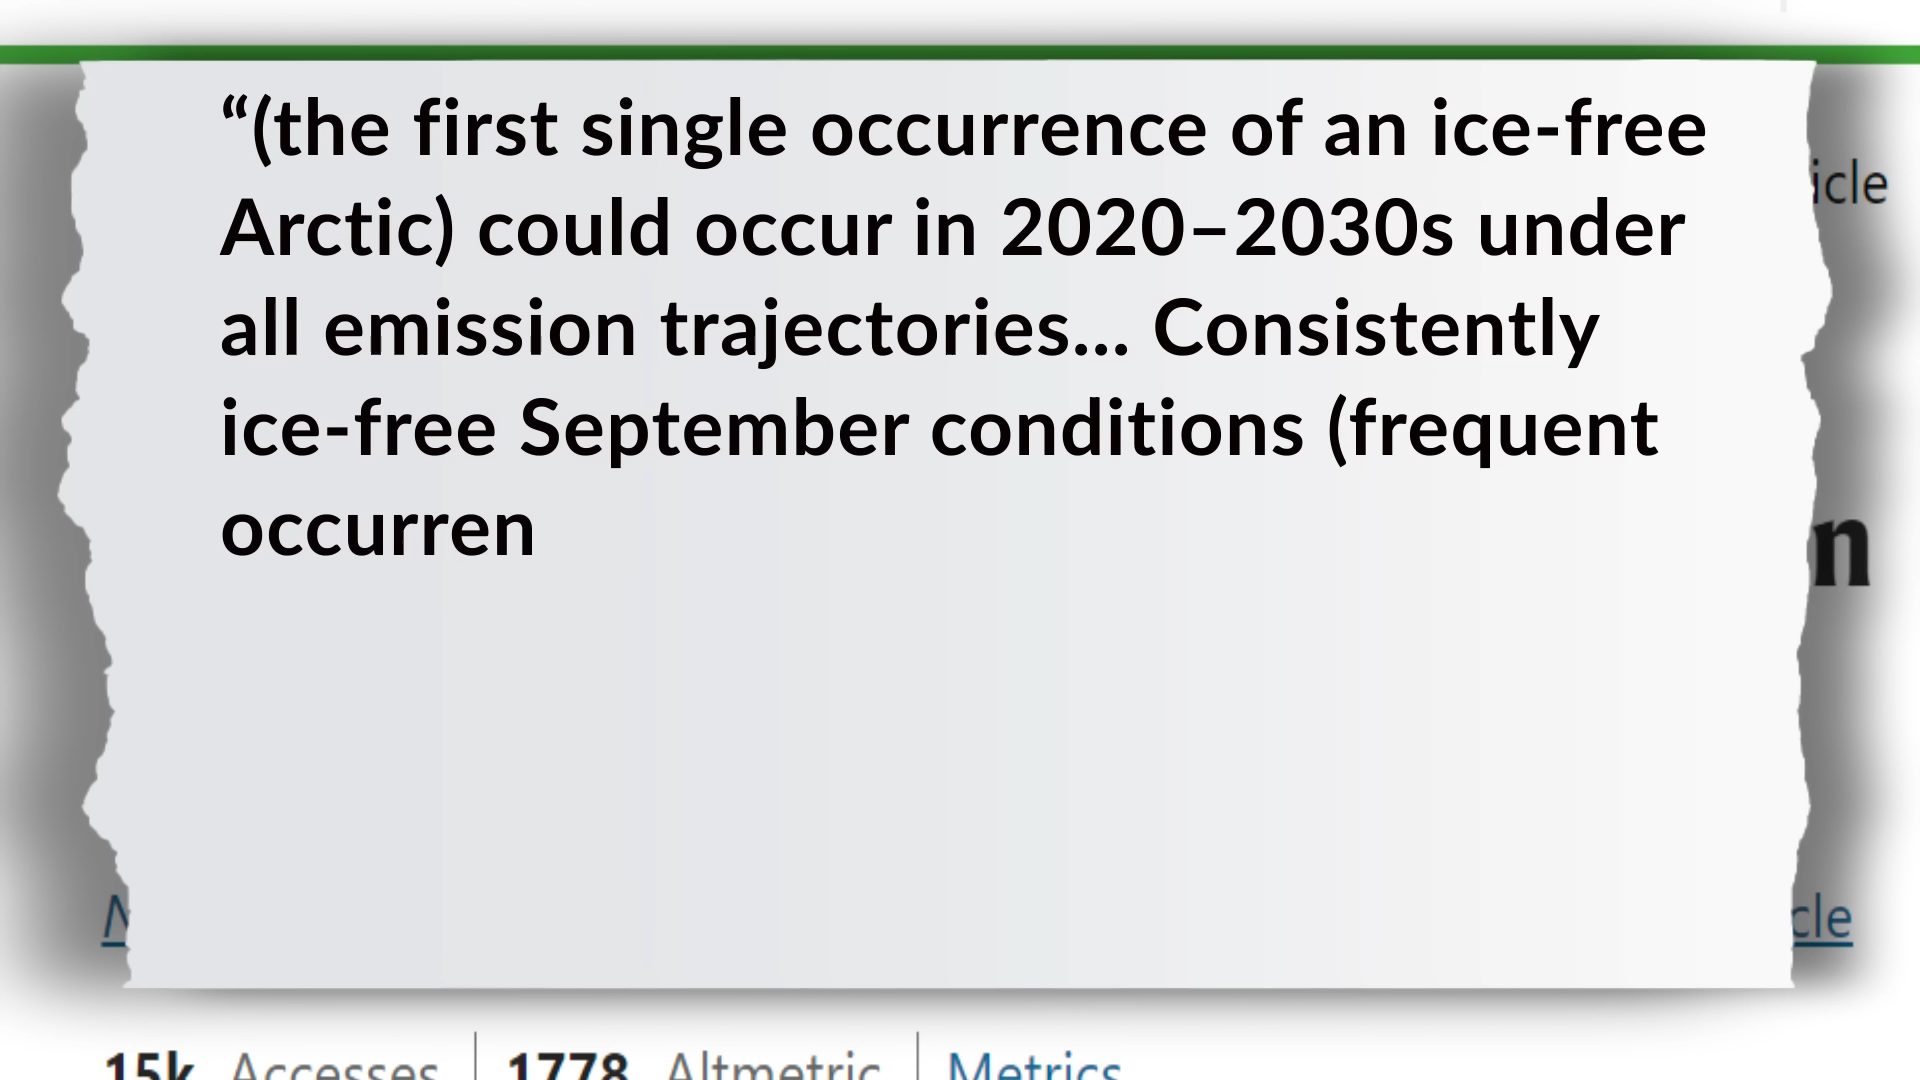 “(the first single occurrence of an ice-free
Arctic) could occur in 2020–2030s under
all emission trajectories... Consistently
ice-free September conditions (frequent
occurren
icle
n
N
cle
15k Accesses 1778 Altmetric Metrics